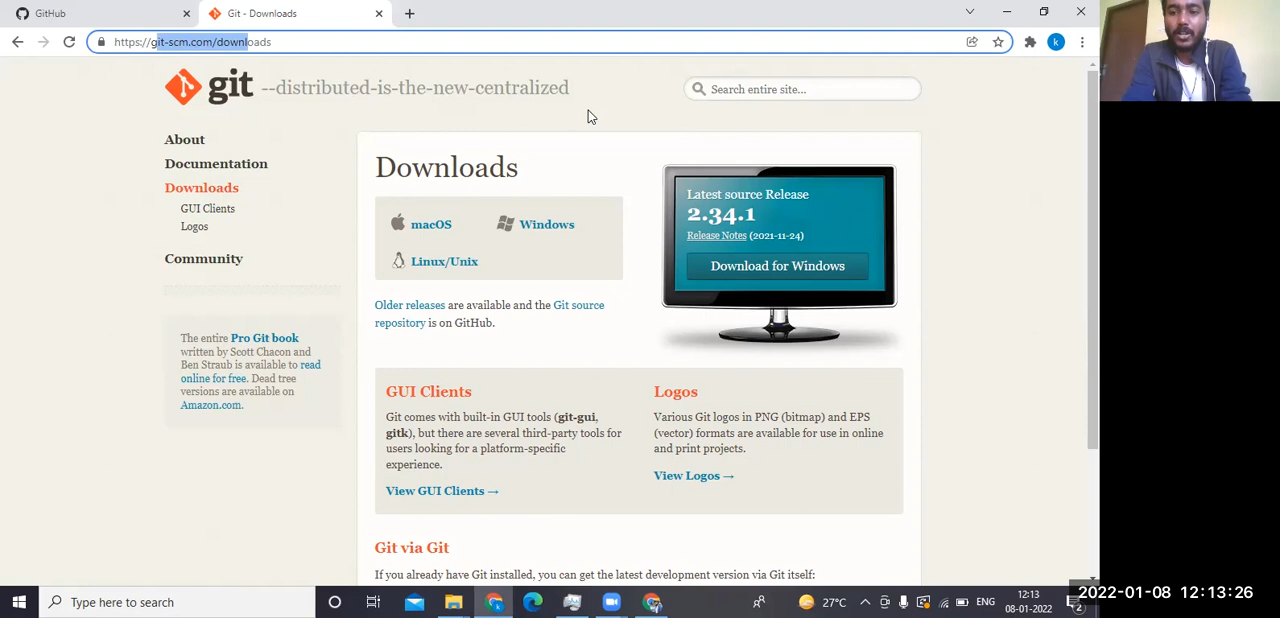 GitHub
Git - Downloads
https://git-scm.com/downloads
k
git --distributed-is-the-new-centralized
Search entire site...
About
Documentation
Downloads
GUI Clients
Logos
Community
The entire Pro Git book
written by Scott Chacon and
Ben Straub is available to read
online for free. Dead tree
versions are available on
Amazon.com.
Downloads
macOS
Windows
Linux/Unix
Older releases are available and the Git source
repository is on GitHub.
Latest source Release
2.34.1
Release Notes (2021-11-24)
Download for Windows
GUI Clients
Git comes with built-in GUI tools (git-gui,
gitk), but there are several third-party tools for
users looking for a platform-specific
experience.
View GUI Clients →
Logos
Various Git logos in PNG (bitmap) and EPS
(vector) formats are available for use in online
and print projects.
View Logos →
Git via Git
If you already have Git installed, you can get the latest development version via Git itself:
Type here to search
27°C
ENG
12:13
08-01-2022
2
2022-01-08 12:13:26